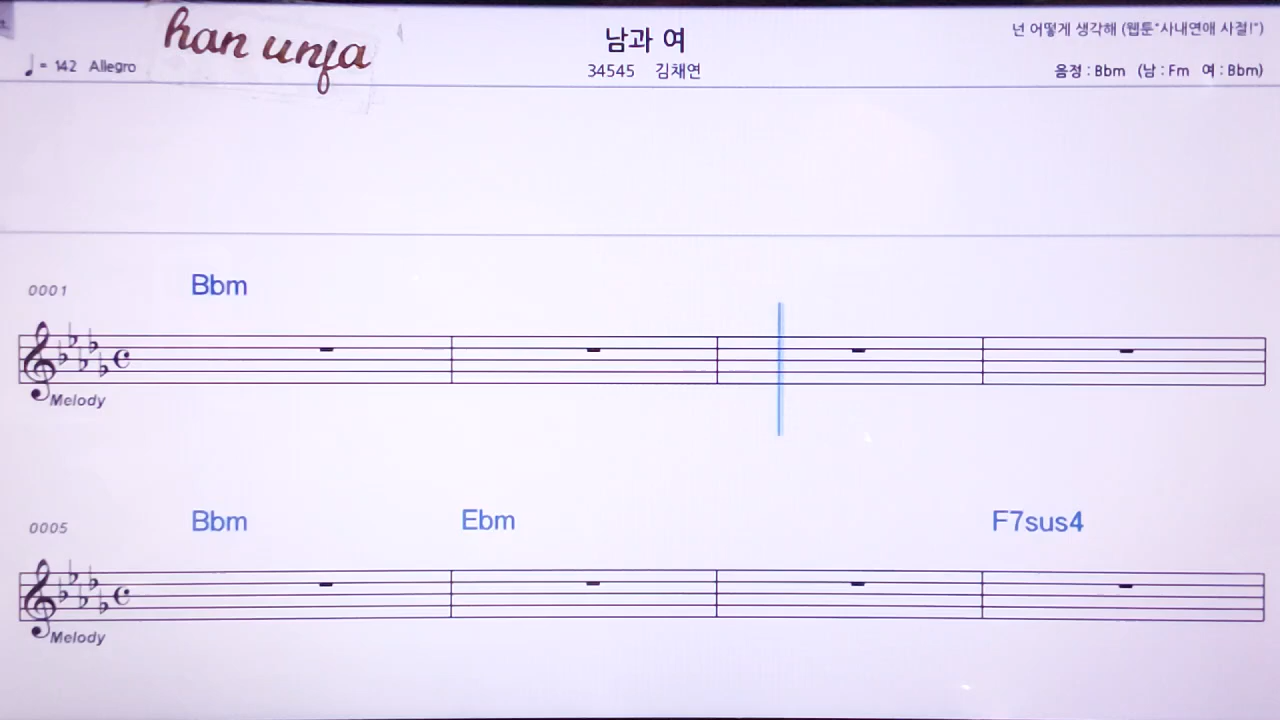 han unfa
남과 여
넌 어떻게 생각해 (웹툰"사내연애 사절!")
♩ = 142 Allegro
34545 김채연
음정 : Bbm (남 : Fm 여 : Bbm)
0001 Bbm
Melody
0005 Bbm Ebm F7sus4
Melody